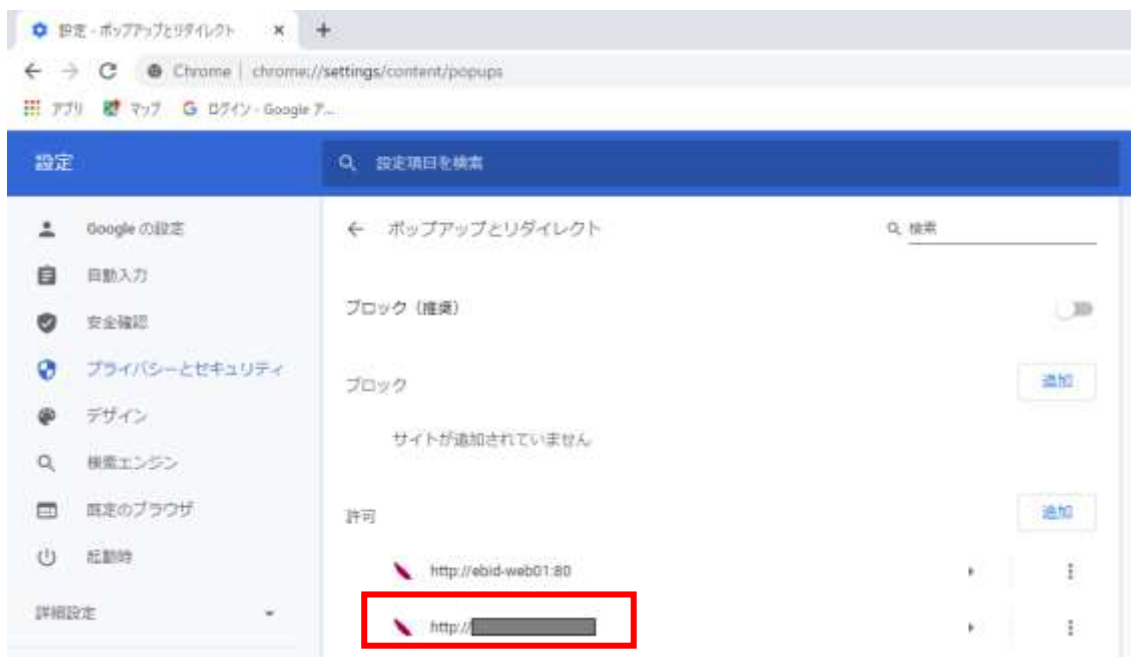 設定 - ポップアップとリダイレクト
Chrome | chrome://settings/content/popups
アプリ マップ ログイン - Google ア...
設定
設定項目を検索
Google の設定
自動入力
安全確認
プライバシーとセキュリティ
デザイン
検索エンジン
既定のブラウザ
起動時
詳細設定
ポップアップとリダイレクト
検索
ブロック（推奨）
ブロック
追加
サイトが追加されていません
許可
追加
http://ebid-web01:80
http://